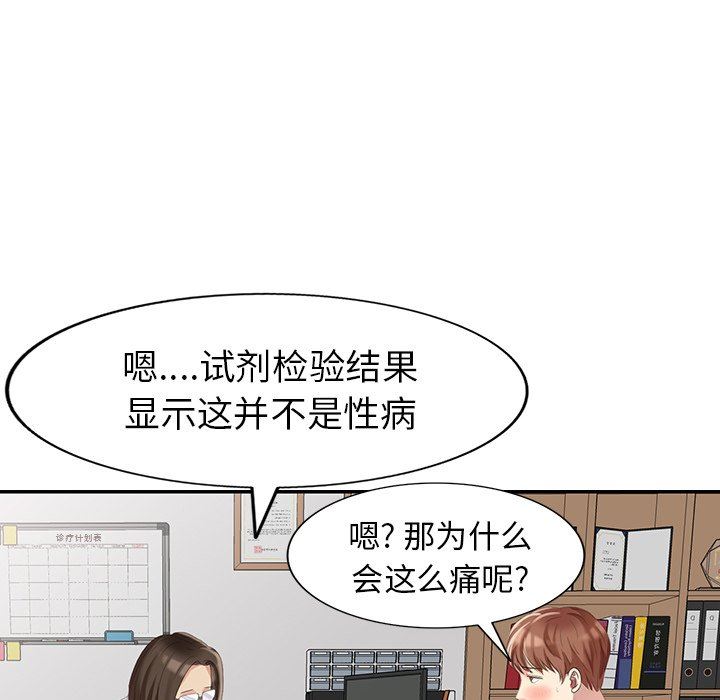 嗯....试剂检验结果
显示这并不是性病
嗯? 那为什么
会这么痛呢?
诊疗计划表